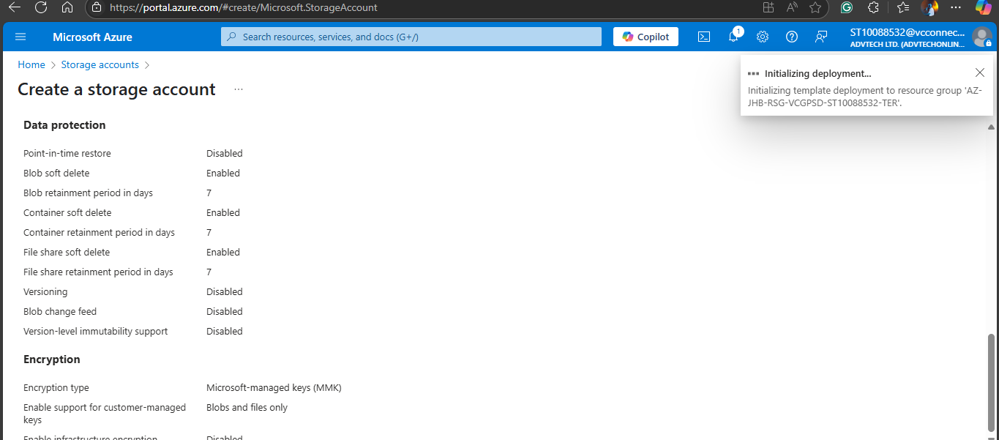 https://portal.azure.com/#create/Microsoft.StorageAccount
Microsoft Azure
Search resources, services, and docs (G+/)
Copilot
1
ST10088532@vcconnec...
ADVTECH LTD. (ADVTECHONLIN...
Home > Storage accounts >
Create a storage account ...
Initializing deployment...
Initializing template deployment to resource group 'AZ-
JHB-RSG-VCGPSD-ST10088532-TER'.
Data protection
Point-in-time restore Disabled
Blob soft delete Enabled
Blob retainment period in days 7
Container soft delete Enabled
Container retainment period in days 7
File share soft delete Enabled
File share retainment period in days 7
Versioning Disabled
Blob change feed Disabled
Version-level immutability support Disabled
Encryption
Encryption type Microsoft-managed keys (MMK)
Enable support for customer-managed Blobs and files only
keys
Enable infrastructure encryption Disabled